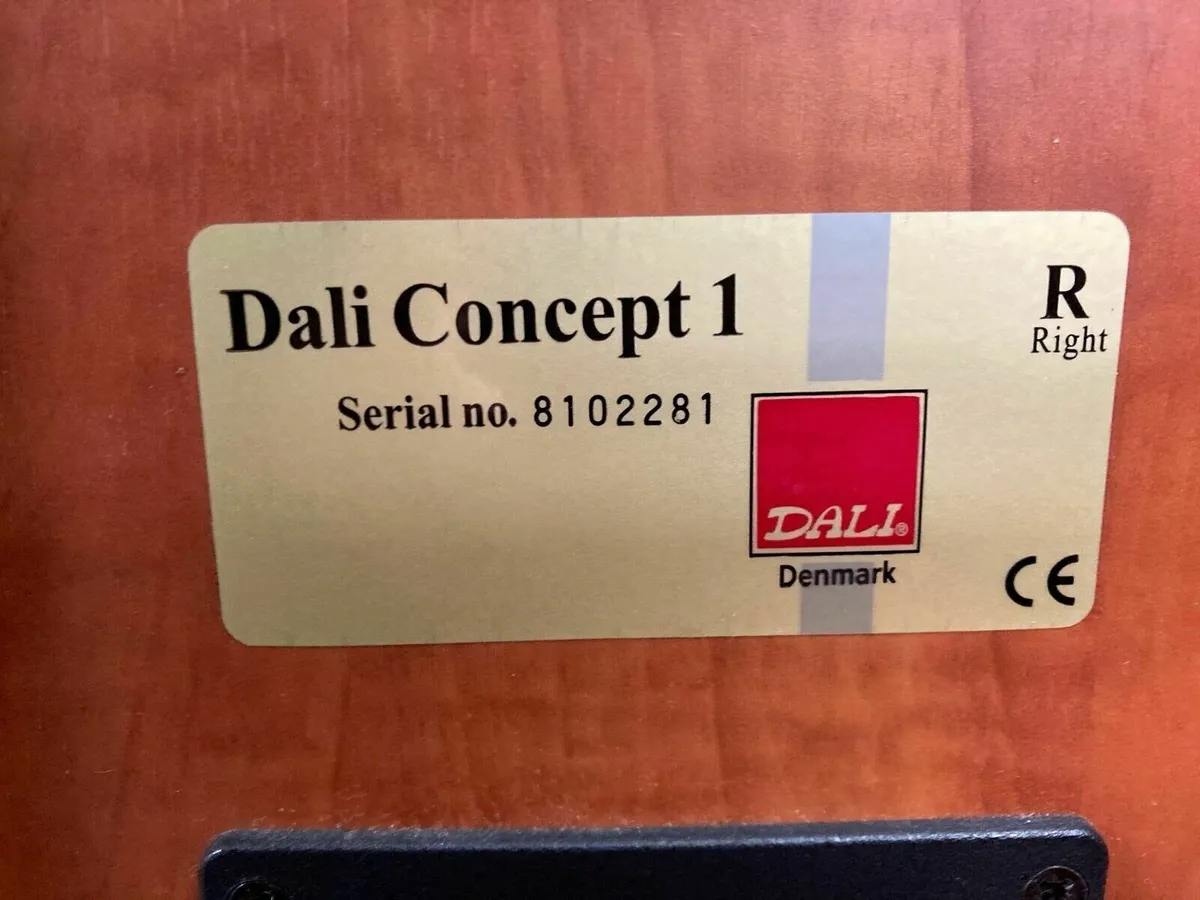 Dali Concept 1
R
Right
Serial no. 8102281
DALI®
Denmark
CE